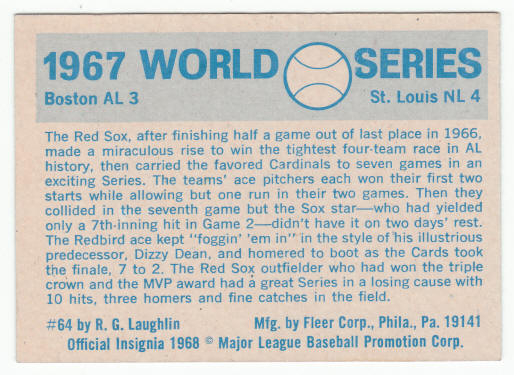 1967 WORLD SERIES
Boston AL 3 St. Louis NL 4
The Red Sox, after finishing half a game out of last place in 1966,
made a miraculous rise to win the tightest four-team race in AL
history, then carried the favored Cardinals to seven games in an
exciting Series. The teams' ace pitchers each won their first two
starts while allowing but one run in their two games. Then they
collided in the seventh game but the Sox star—who had yielded
only a 7th-inning hit in Game 2—didn't have it on two days' rest.
The Redbird ace kept "foggin' 'em in" in the style of his illustrious
predecessor, Dizzy Dean, and homered to boot as the Cards took
the finale, 7 to 2. The Red Sox outfielder who had won the triple
crown and the MVP award had a great Series in a losing cause with
10 hits, three homers and fine catches in the field.
#64 by R. G. Laughlin Mfg. by Fleer Corp., Phila., Pa. 19141
Official Insignia 1968 © Major League Baseball Promotion Corp.